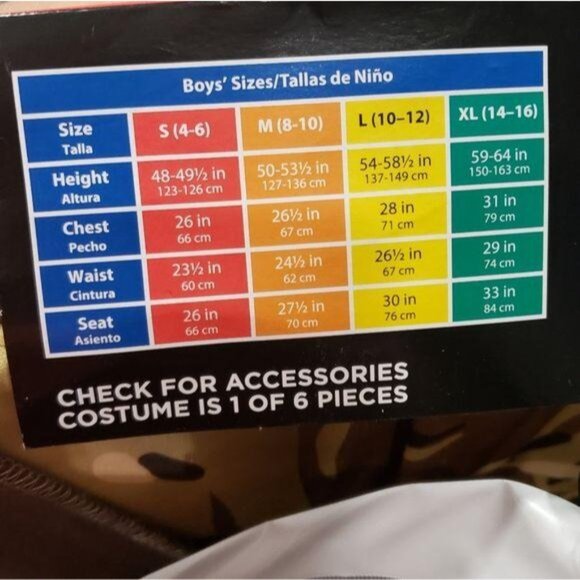 Boys' Sizes/Tallas de Niño
Size S (4-6) M (8-10) L (10–12) XL (14–16)
Talla
Height 48-49½ in 50-53½ in 54-58½ in 59-64 in
Altura 123-126 cm 127-136 cm 137-149 cm 150-163 cm
Chest 26 in 26½ in 28 in 31 in
Pecho 66 cm 67 cm 71 cm 79 cm
Waist 23½ in 24½ in 26½ in 29 in
Cintura 60 cm 62 cm 67 cm 74 cm
Seat 26 in 27½ in 30 in 33 in
Asiento 66 cm 70 cm 76 cm 84 cm
CHECK FOR ACCESSORIES
COSTUME IS 1 OF 6 PIECES